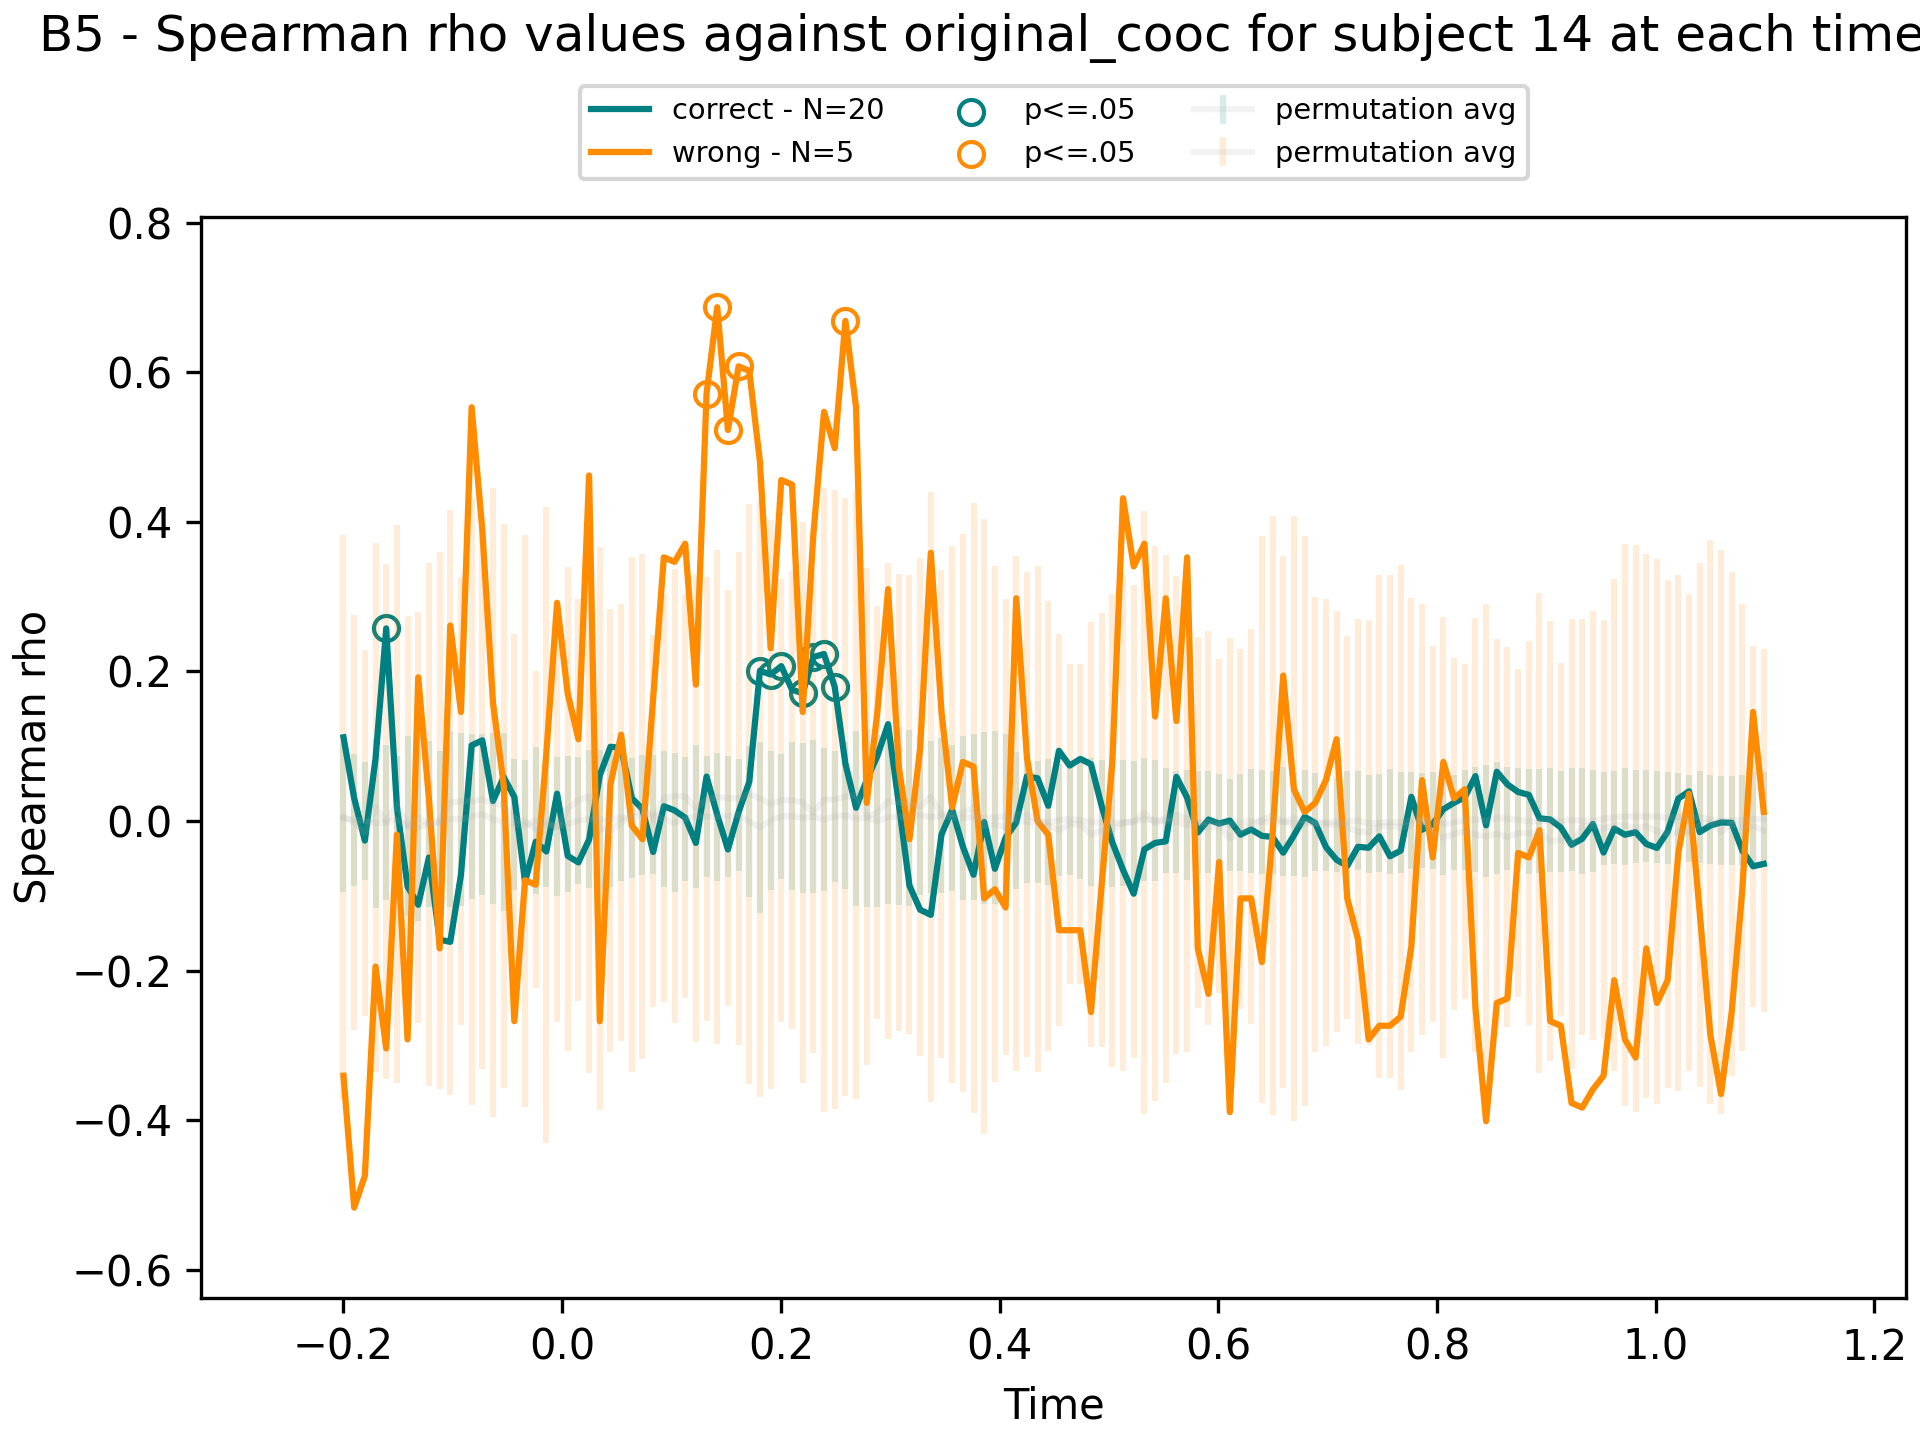 B5 - Spearman rho values against original_cooc for subject 14 at each time
correct - N=20 p<=.05 permutation avg
wrong - N=5 p<=.05 permutation avg
0.8
0.6
0.4
0.2
0.0
−0.2
−0.4
−0.6
Spearman rho
−0.2 0.0 0.2 0.4 0.6 0.8 1.0 1.2
Time